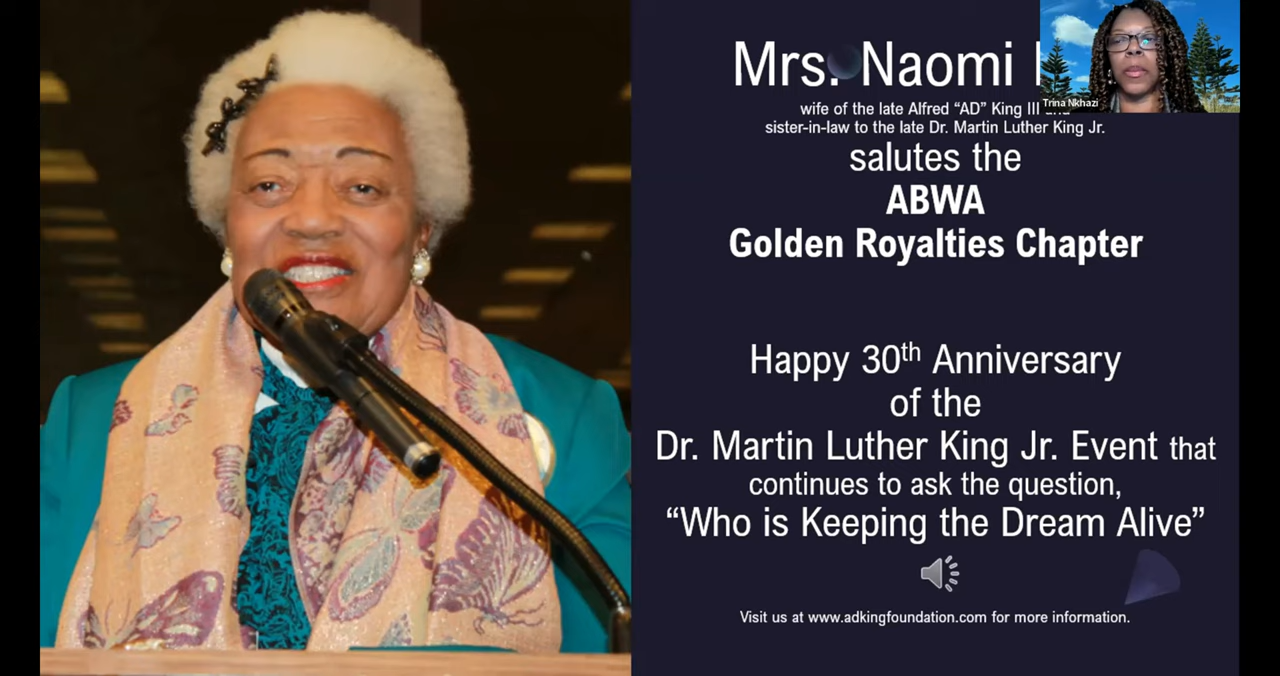 Mrs. Naomi
Trina Nkhazi
wife of the late Alfred “AD” King III and
sister-in-law to the late Dr. Martin Luther King Jr.
salutes the
ABWA
Golden Royalties Chapter
Happy 30th Anniversary
of the
Dr. Martin Luther King Jr. Event that
continues to ask the question,
“Who is Keeping the Dream Alive”
Visit us at www.adkingfoundation.com for more information.